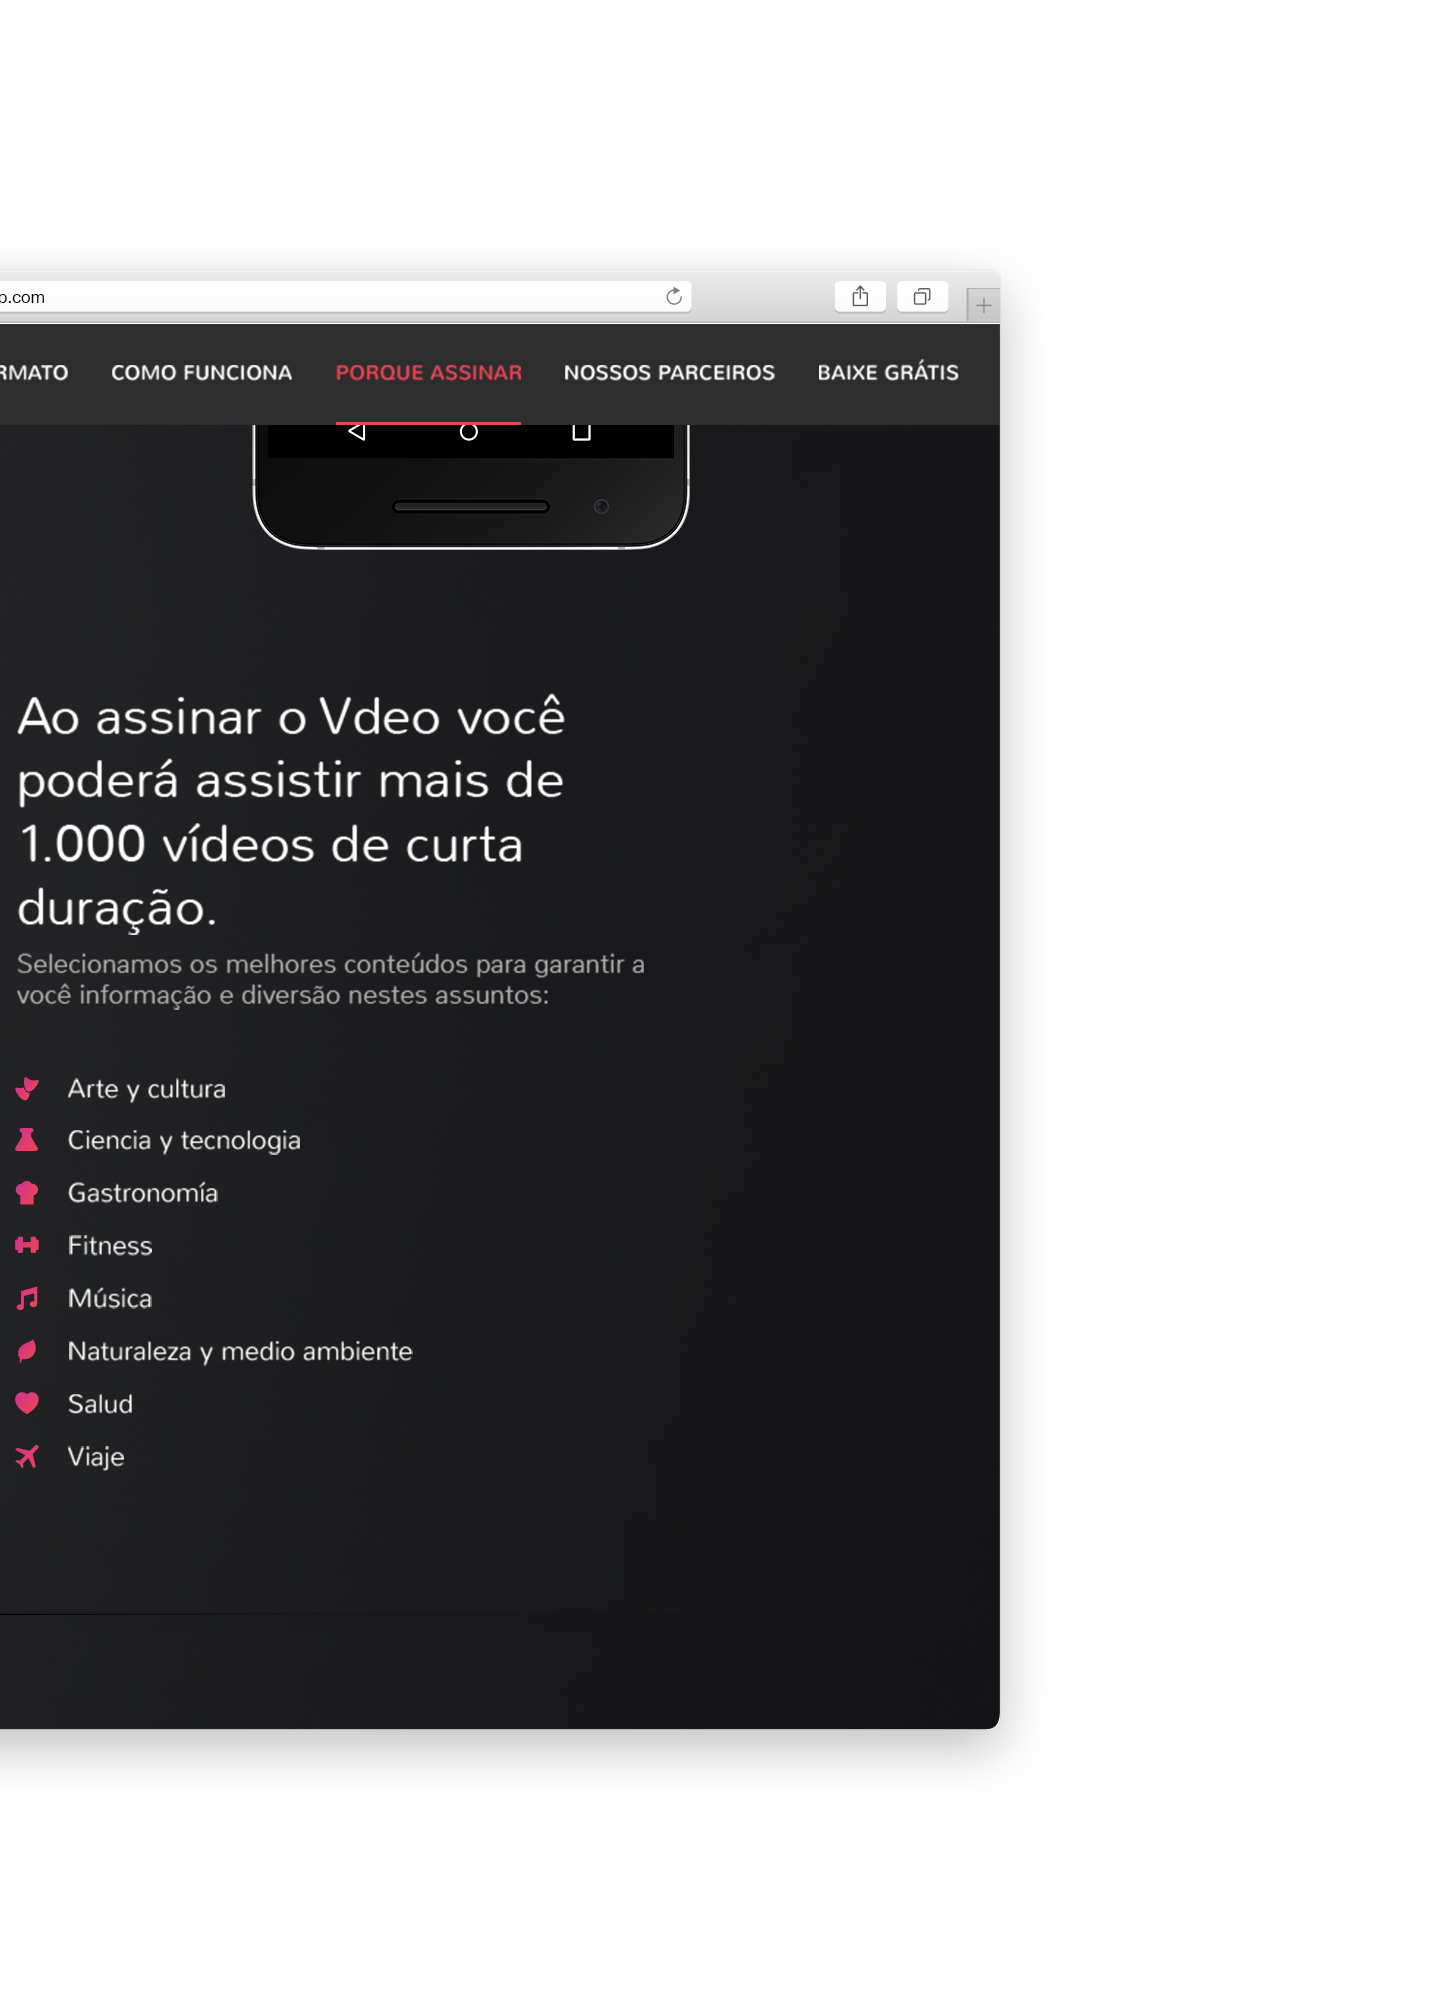 COMO FUNCIONA PORQUE ASSINAR NOSSOS PARCEIROS BAIXE GRÁTIS
Ao assinar o Vdeo você
poderá assistir mais de
1.000 vídeos de curta
duração.
Selecionamos os melhores conteúdos para garantir a
você informação e diversão nestes assuntos:
Arte y cultura
Ciencia y tecnologia
Gastronomía
Fitness
Música
Naturaleza y medio ambiente
Salud
Viaje